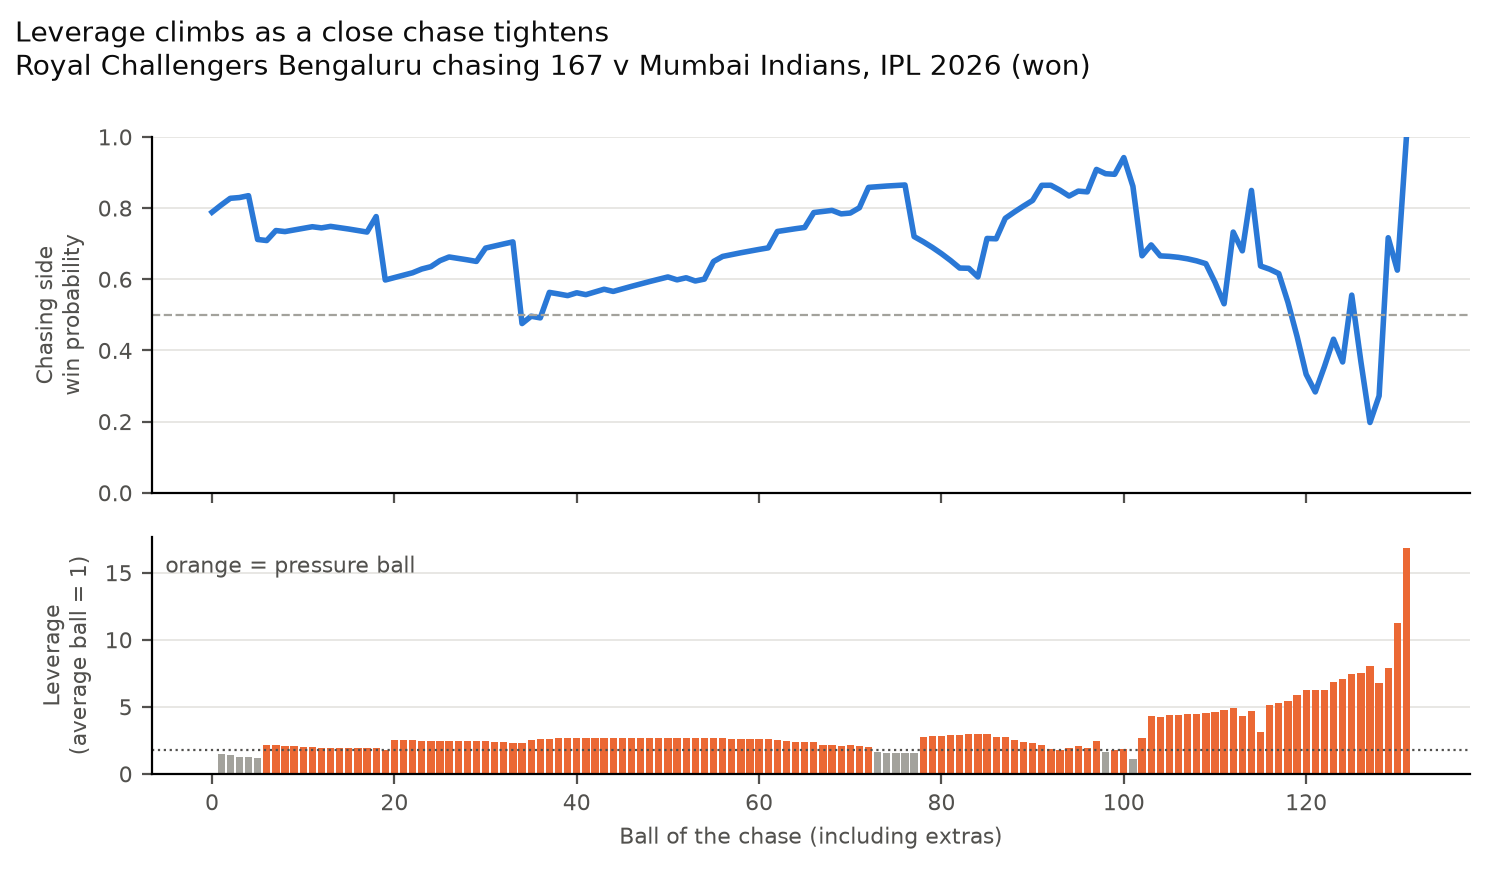 Leverage climbs as a close chase tightens
Royal Challengers Bengaluru chasing 167 v Mumbai Indians, IPL 2026 (won)
Chasing side
win probability
1.0
0.8
0.6
0.4
0.2
0.0
Leverage
(average ball = 1)
orange = pressure ball
15
10
5
0
0 20 40 60 80 100 120
Ball of the chase (including extras)